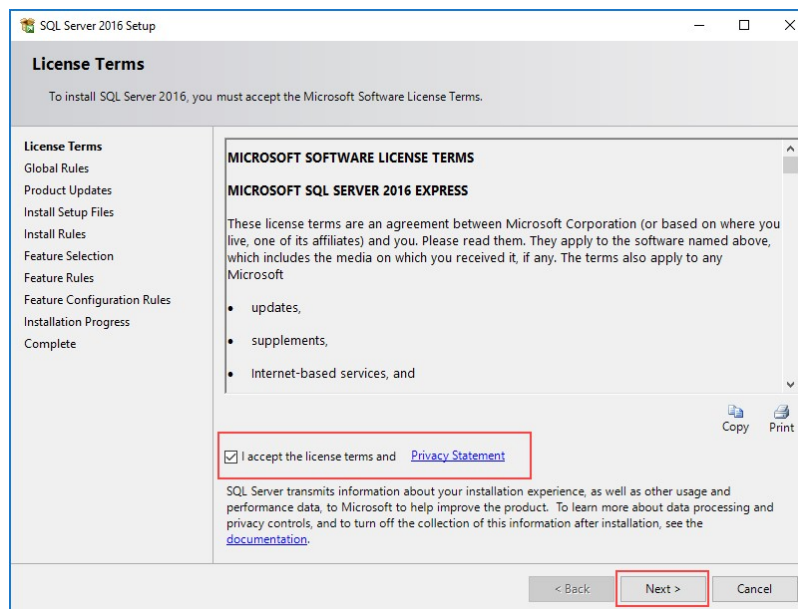 SQL Server 2016 Setup
License Terms
To install SQL Server 2016, you must accept the Microsoft Software License Terms.
License Terms
Global Rules
Product Updates
Install Setup Files
Install Rules
Feature Selection
Feature Rules
Feature Configuration Rules
Installation Progress
Complete
MICROSOFT SOFTWARE LICENSE TERMS
MICROSOFT SQL SERVER 2016 EXPRESS
These license terms are an agreement between Microsoft Corporation (or based on where you
live, one of its affiliates) and you. Please read them. They apply to the software named above,
which includes the media on which you received it, if any. The terms also apply to any
Microsoft
• updates,
• supplements,
• Internet-based services, and
Copy Print
I accept the license terms and Privacy Statement
SQL Server transmits information about your installation experience, as well as other usage and
performance data, to Microsoft to help improve the product. To learn more about data processing and
privacy controls, and to turn off the collection of this information after installation, see the
documentation.
< Back Next > Cancel